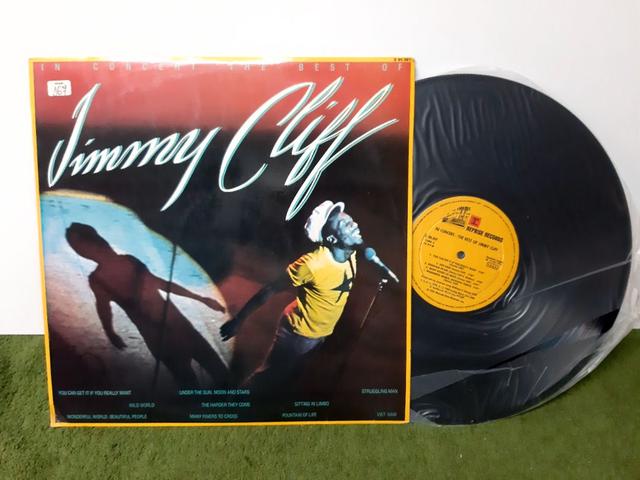 IN CONCERT THE BEST OF
Jimmy Cliff
YOU CAN GET IT IF YOU REALLY WANT
UNDER THE SUN, MOON AND STARS
STRUGGLING MAN
WILD WORLD
THE HARDER THEY COME
SITTING IN LIMBO
WONDERFUL WORLD, BEAUTIFUL PEOPLE
MANY RIVERS TO CROSS
FOUNTAIN OF LIFE
VIET NAM
REPRISE RECORDS
IN CONCERT - THE BEST OF JIMMY CLIFF